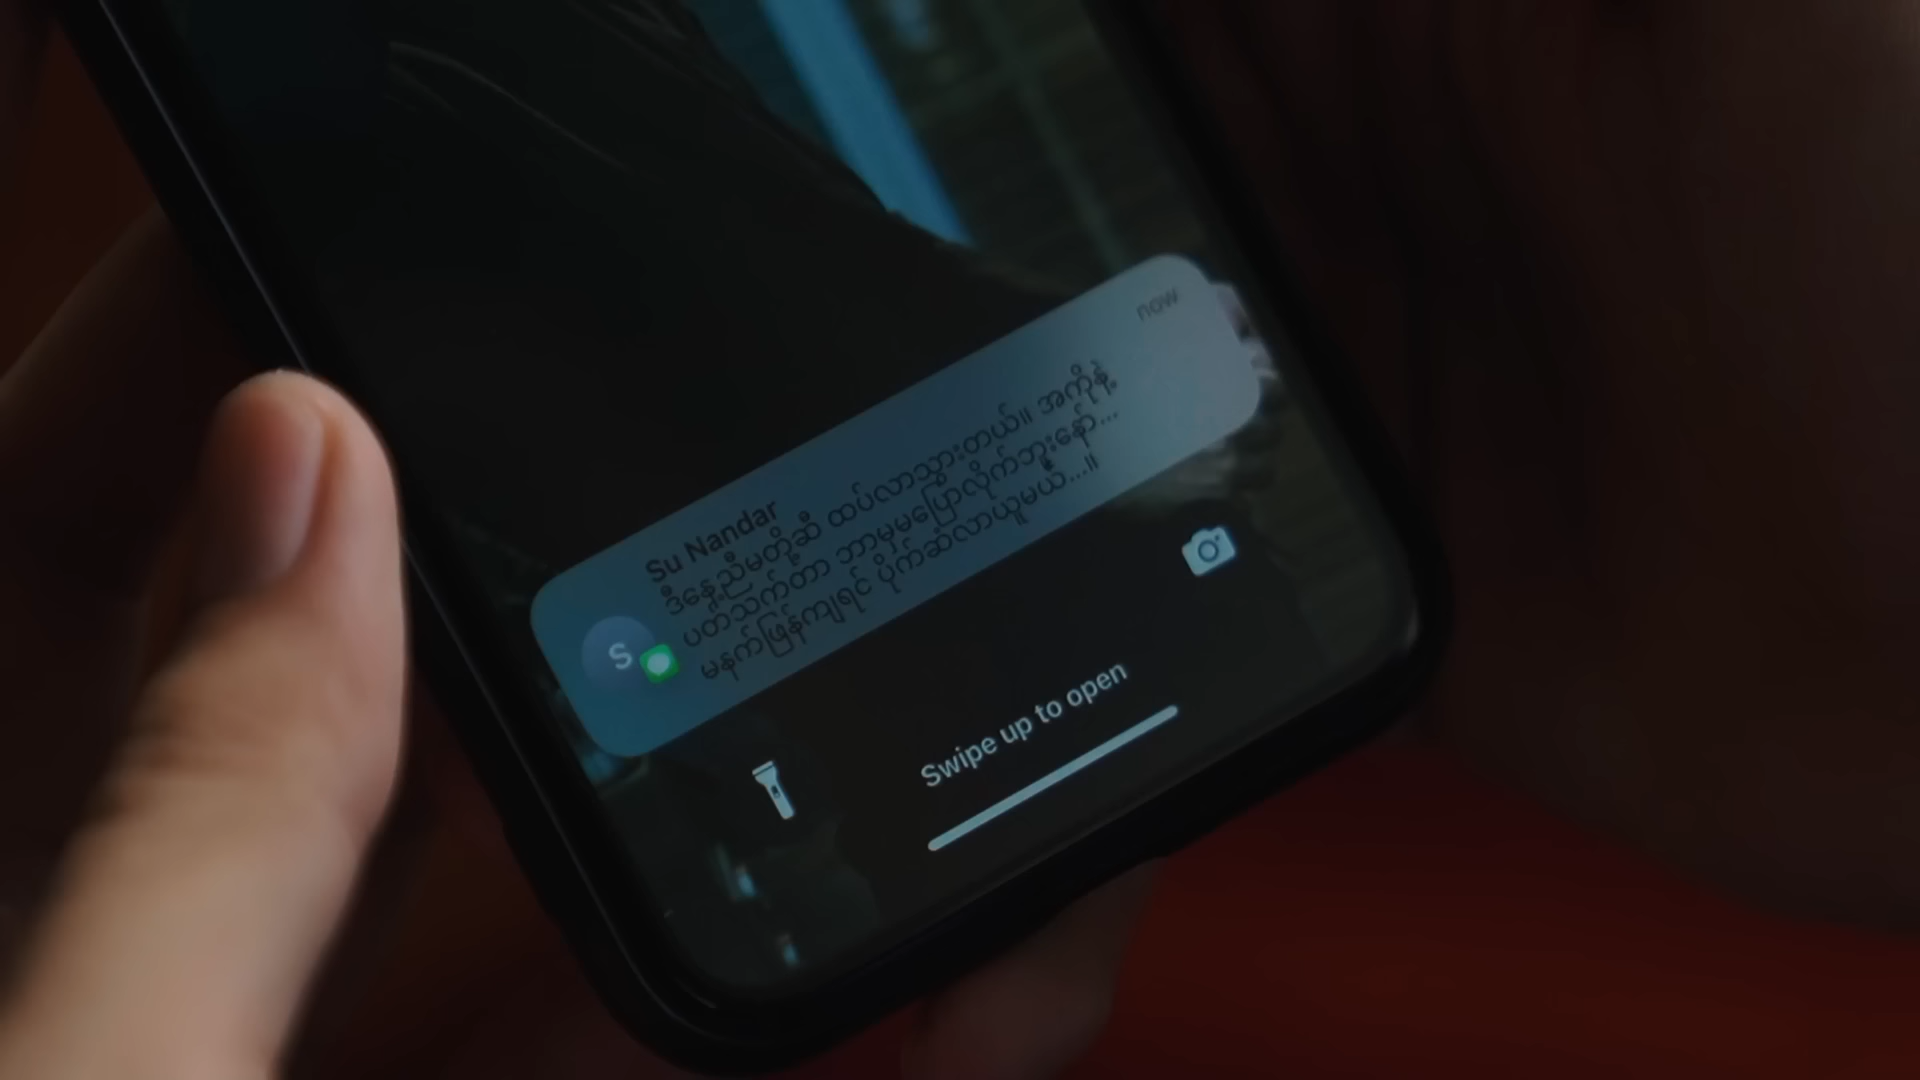 now
Su Nandar
ဒီနေ့ညီမတို့ဆီ ထပ်လာသွားတယ်။ အကိုနဲ့
ပတ်သက်တာ ဘာမှမပြောလိုက်ဘူးနော်...
မနက်ဖြန်ကျရင် ပိုက်ဆံလာယူမယ်...။
S
Swipe up to open